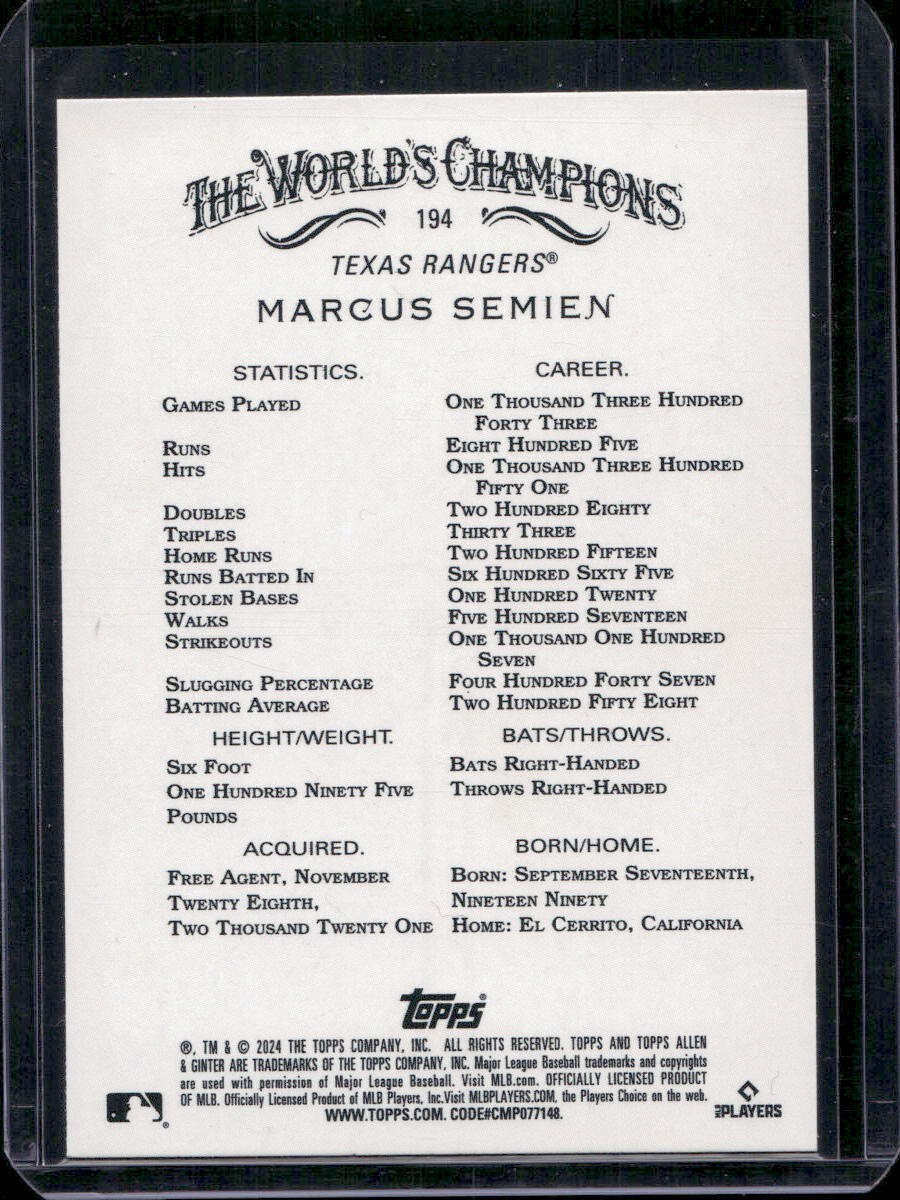 THE WORLD'S CHAMPIONS
194
TEXAS RANGERS®
MARCUS SEMIEN
STATISTICS. CAREER.
GAMES PLAYED ONE THOUSAND THREE HUNDRED
FORTY THREE
RUNS EIGHT HUNDRED FIVE
HITS ONE THOUSAND THREE HUNDRED
FIFTY ONE
DOUBLES TWO HUNDRED EIGHTY
TRIPLES THIRTY THREE
HOME RUNS TWO HUNDRED FIFTEEN
RUNS BATTED IN SIX HUNDRED SIXTY FIVE
STOLEN BASES ONE HUNDRED TWENTY
WALKS FIVE HUNDRED SEVENTEEN
STRIKEOUTS ONE THOUSAND ONE HUNDRED
SEVEN
SLUGGING PERCENTAGE FOUR HUNDRED FORTY SEVEN
BATTING AVERAGE TWO HUNDRED FIFTY EIGHT
HEIGHT/WEIGHT. BATS/THROWS.
SIX FOOT BATS RIGHT-HANDED
ONE HUNDRED NINETY FIVE THROWS RIGHT-HANDED
POUNDS
ACQUIRED. BORN/HOME.
FREE AGENT, NOVEMBER BORN: SEPTEMBER SEVENTEENTH,
TWENTY EIGHTH, NINETEEN NINETY
TWO THOUSAND TWENTY ONE HOME: EL CERRITO, CALIFORNIA
topps®
®, TM & © 2024 THE TOPPS COMPANY, INC. ALL RIGHTS RESERVED. TOPPS AND TOPPS ALLEN
& GINTER ARE TRADEMARKS OF THE TOPPS COMPANY, INC. Major League Baseball trademarks and copyrights
are used with permission of Major League Baseball. Visit MLB.com. OFFICIALLY LICENSED PRODUCT
OF MLB. Officially Licensed Product of MLB Players, Inc.Visit MLBPLAYERS.COM, the Players Choice on the web.
WWW.TOPPS.COM. CODE#CMP077148.
MLB PLAYERS